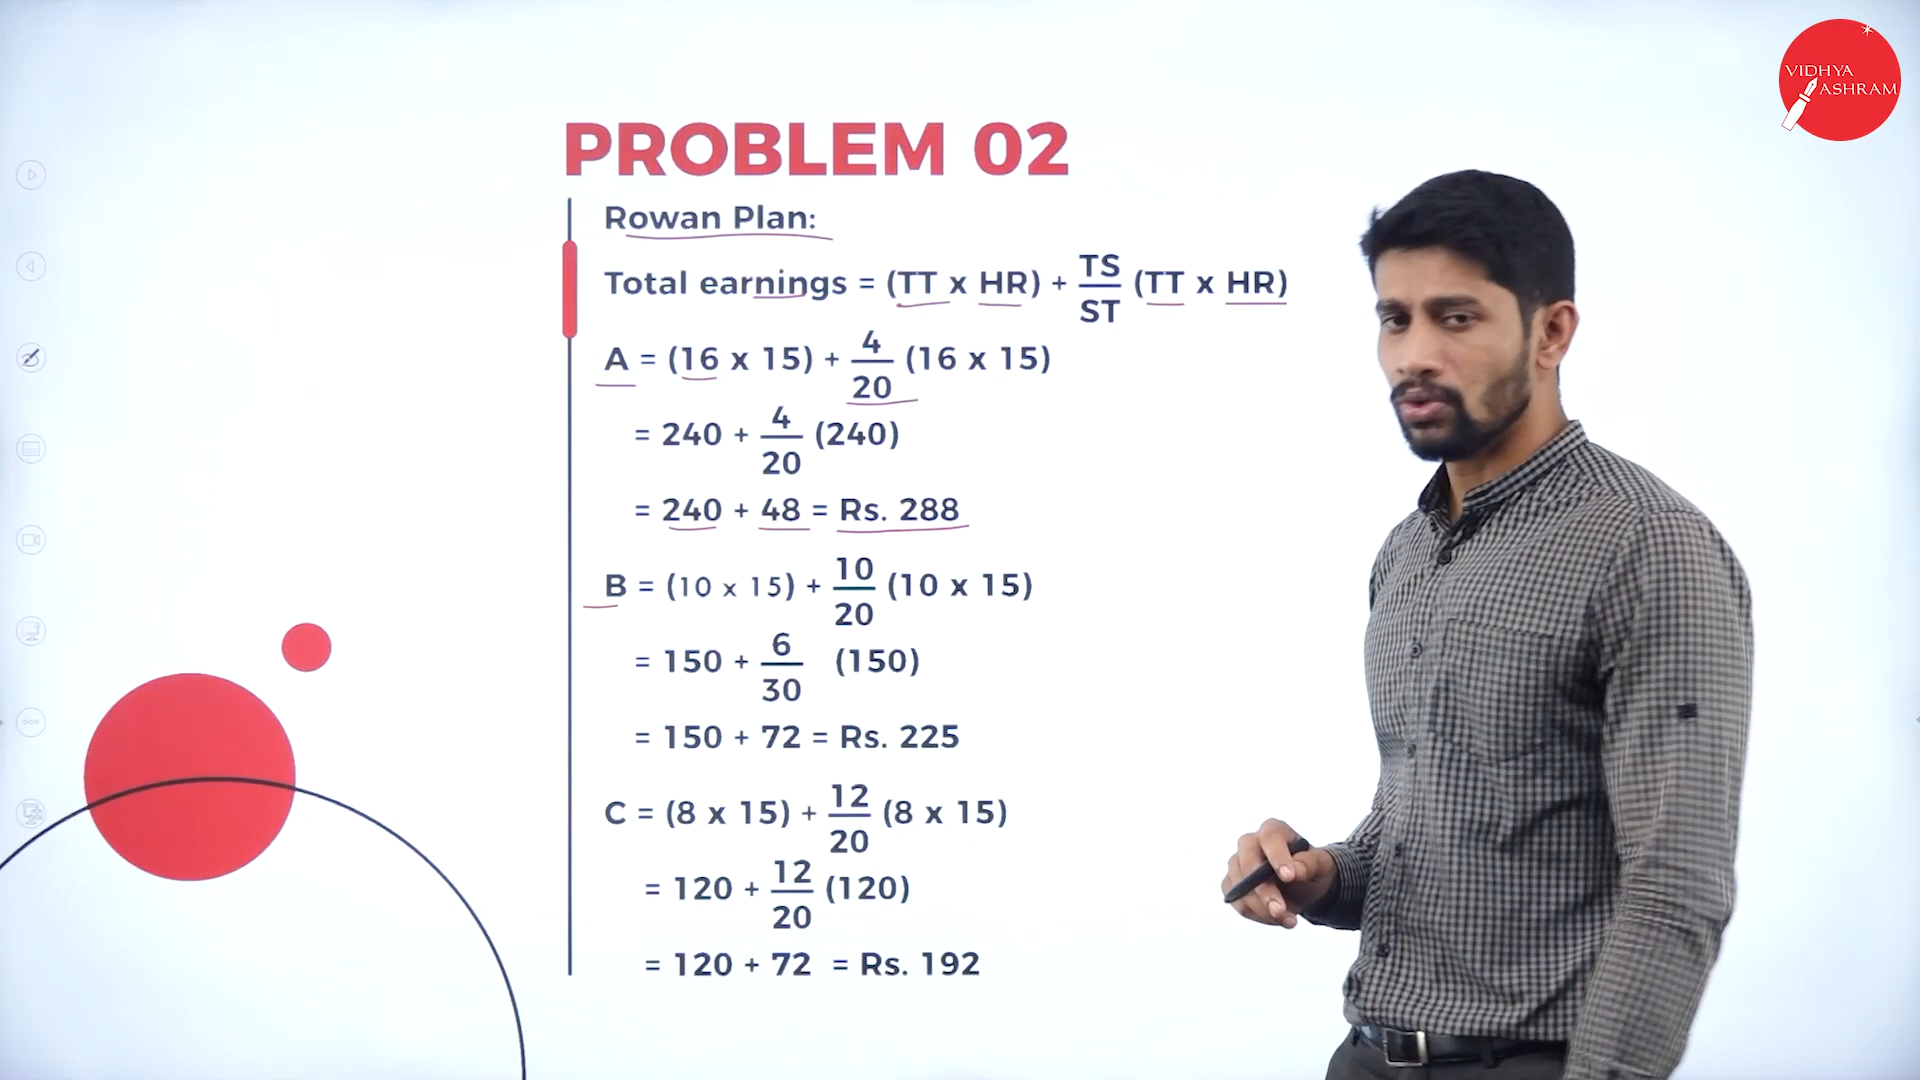 VIDHYA
ASHRAM
PROBLEM 02
Rowan Plan:
Total earnings = (TT x HR) + TS/ST (TT x HR)
A = (16 x 15) + 4/20 (16 x 15)
= 240 + 4/20 (240)
= 240 + 48 = Rs. 288
B = (10 x 15) + 10/20 (10 x 15)
= 150 + 6/30 (150)
= 150 + 72 = Rs. 225
C = (8 x 15) + 12/20 (8 x 15)
= 120 + 12/20 (120)
= 120 + 72 = Rs. 192